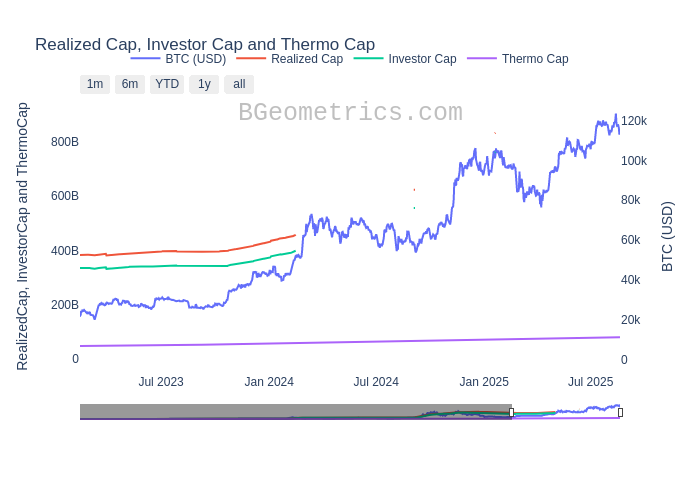 Realized Cap, Investor Cap and Thermo Cap
BTC (USD) Realized Cap Investor Cap Thermo Cap
1m 6m YTD 1y all
BGeometrics.com
RealizedCap, InvestorCap and ThermoCap
800B
600B
400B
200B
0
120k
100k
80k
60k
40k
20k
0
BTC (USD)
Jul 2023 Jan 2024 Jul 2024 Jan 2025 Jul 2025